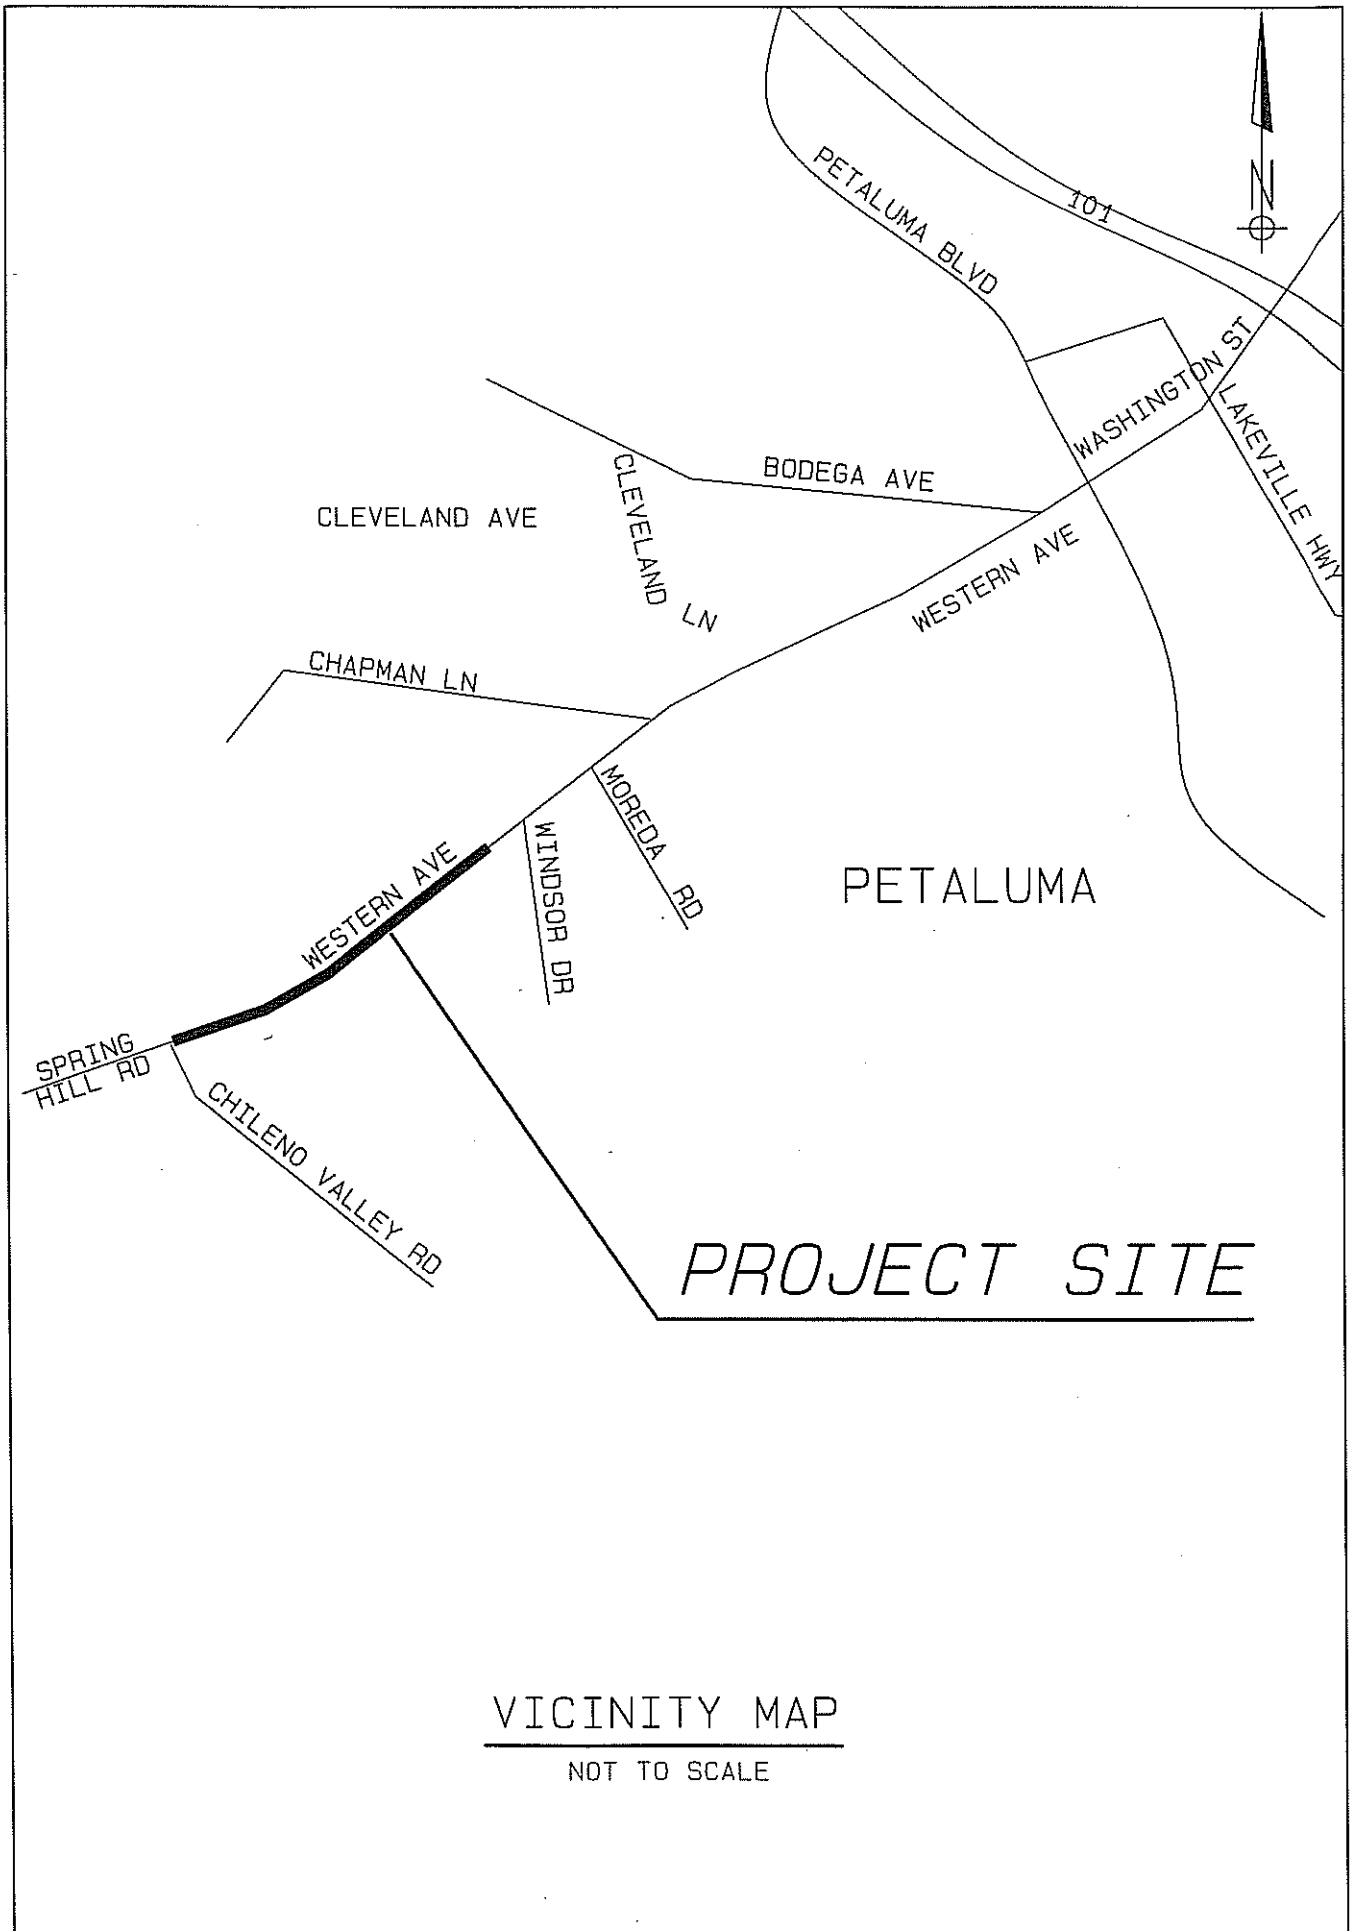 PETALUMA BLVD
101
N
WASHINGTON ST
LAKEVILLE HWY
BODEGA AVE
CLEVELAND AVE
CLEVELAND LN
WESTERN AVE
CHAPMAN LN
MOREDA RD
WINDSOR DR
PETALUMA
WESTERN AVE
SPRING
HILL RD
CHILENO VALLEY RD
PROJECT SITE
VICINITY MAP
NOT TO SCALE